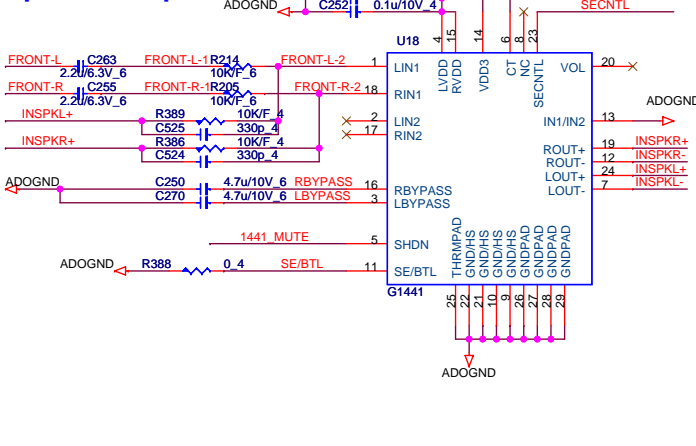 ADOGND C252 0.1u/10V_4 SECNTL
U18
4 15 14 6 8 23
FRONT-L C263 FRONT-L-1 R214 FRONT-L-2 1 LIN1 LVDD RVDD VDD3 CT NC SECNTL VOL 20
2.2u/6.3V_6 10K/F_6
FRONT-R C255 FRONT-R-1 R205 FRONT-R-2 18 RIN1
2.2u/6.3V_6 10K/F_6
ADOGND
INSPKL+ R389 10K/F_4 2 LIN2 IN1/IN2 13
C525 330p_4 17 RIN2
INSPKR+ R386 10K/F_4 ROUT+ 19 INSPKR+
C524 330p_4 ROUT- 12 INSPKR-
LOUT+ 24 INSPKL+
ADOGND C250 4.7u/10V_6 RBYPASS 16 RBYPASS LOUT- 7 INSPKL-
C270 4.7u/10V_6 LBYPASS 3 LBYPASS
1441_MUTE 5 SHDN
ADOGND R388 0_4 SE/BTL 11 SE/BTL
THRMPAD GND/HS GND/HS GND/HS GND/HS GNDPAD GNDPAD GNDPAD GNDPAD
G1441
25 22 21 10 9 26 27 28 29
ADOGND